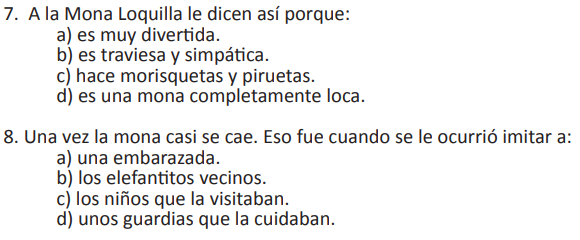 7. A la Mona Loquilla le dicen así porque:
a) es muy divertida.
b) es traviesa y simpática.
c) hace morisquetas y piruetas.
d) es una mona completamente loca.
8. Una vez la mona casi se cae. Eso fue cuando se le ocurrió imitar a:
a) una embarazada.
b) los elefantitos vecinos.
c) los niños que la visitaban.
d) unos guardias que la cuidaban.